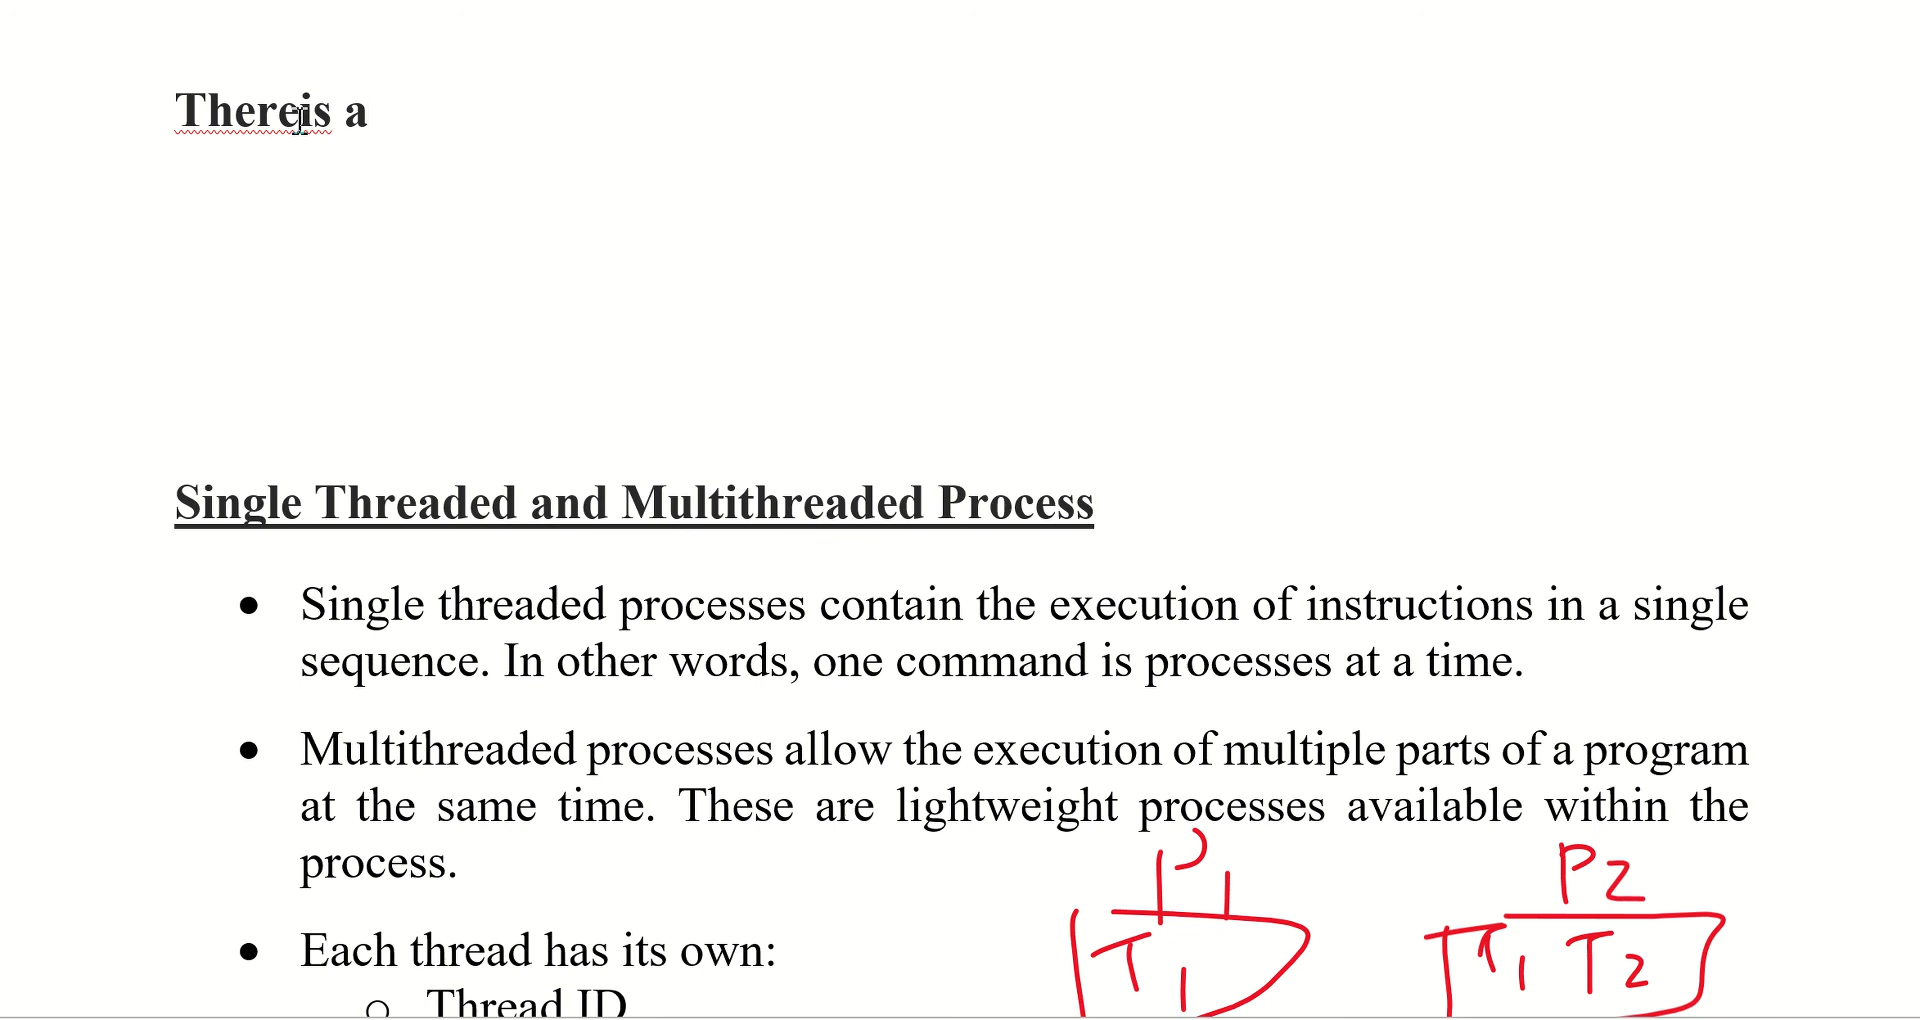 Thereis a
Single Threaded and Multithreaded Process
• Single threaded processes contain the execution of instructions in a single
sequence. In other words, one command is processes at a time.
• Multithreaded processes allow the execution of multiple parts of a program
at the same time. These are lightweight processes available within the
process.
P1 P2
• Each thread has its own:
T1 T1 T2
○ Thread ID